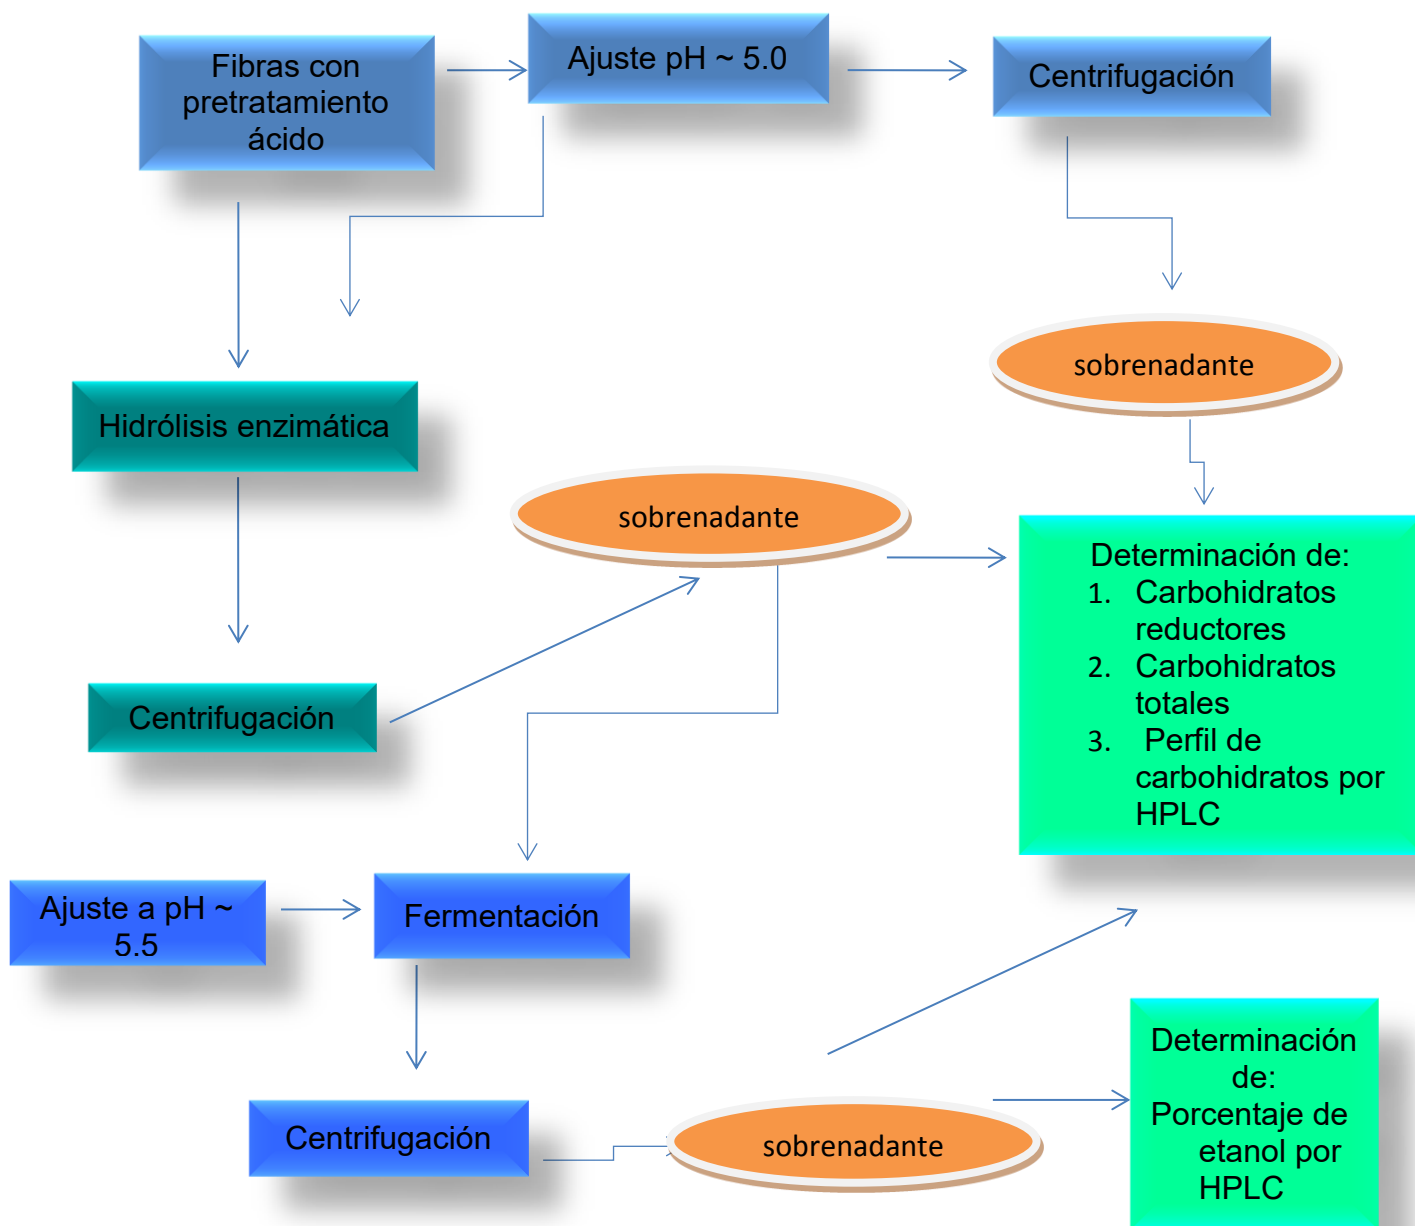 Fibras con
pretratamiento
ácido
Ajuste pH ~ 5.0
Centrifugación
sobrenadante
Hidrólisis enzimática
sobrenadante
Centrifugación
Determinación de:
1. Carbohidratos
reductores
2. Carbohidratos
totales
3. Perfil de
carbohidratos por
HPLC
Ajuste a pH ~
5.5
Fermentación
Centrifugación
sobrenadante
Determinación
de:
Porcentaje de
etanol por
HPLC